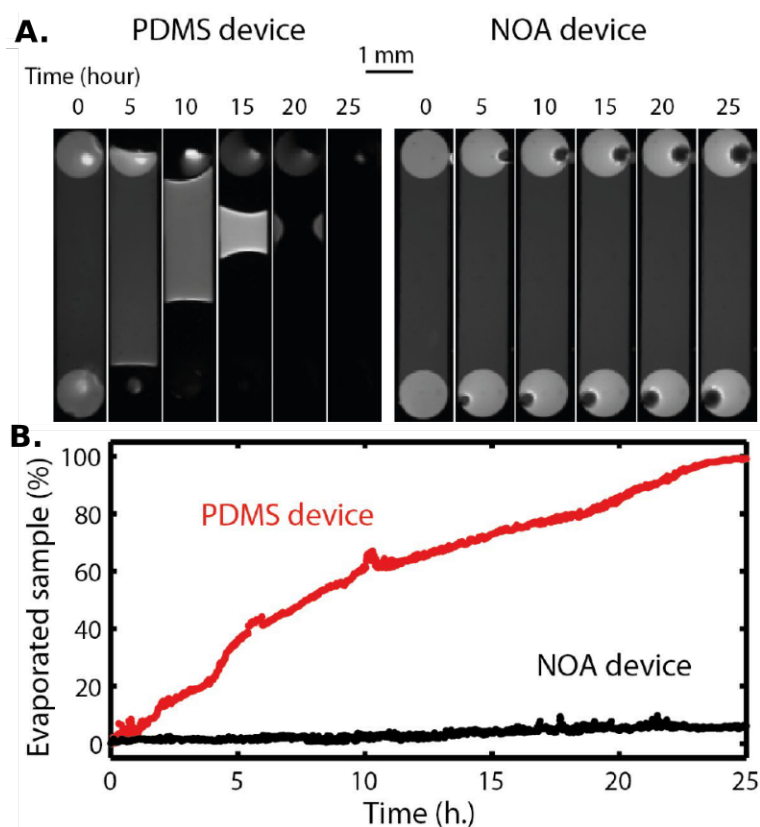 A.
PDMS device
NOA device
1 mm
Time (hour)
0 5 10 15 20 25
0 5 10 15 20 25
B.
Evaporated sample (%)
100
80
60
40
20
0
PDMS device
NOA device
0 5 10 15 20 25
Time (h.)